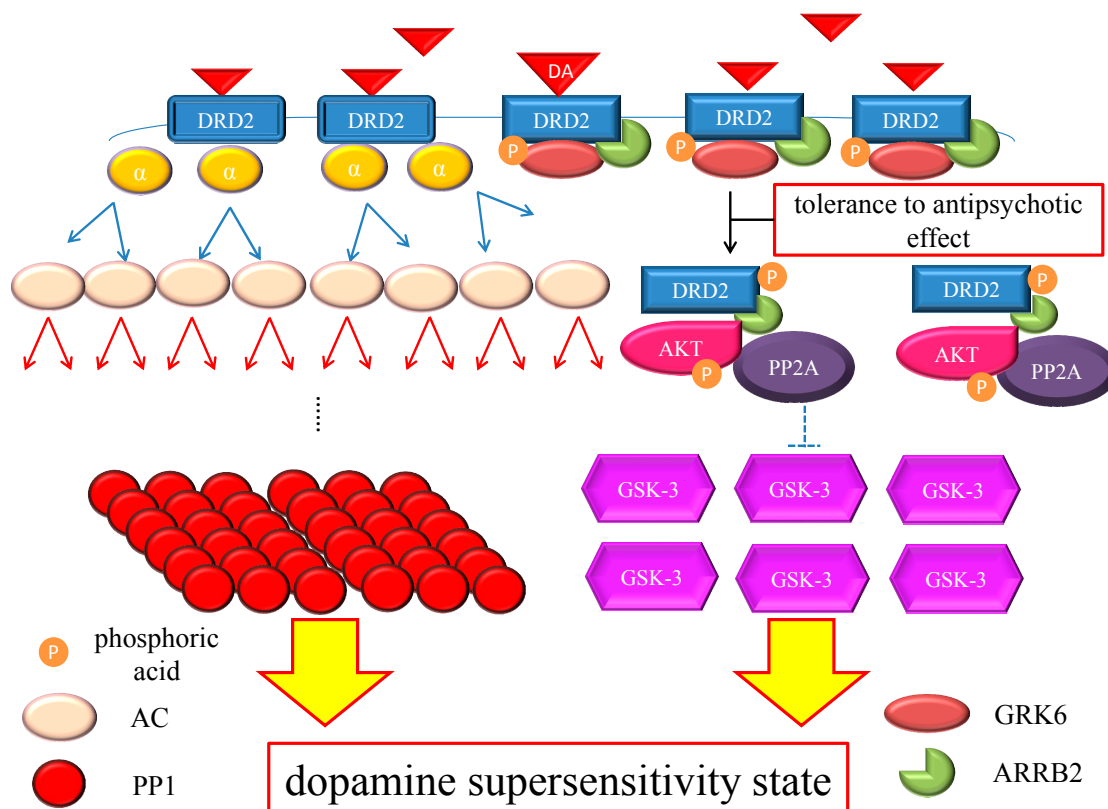 DA
DRD2
DRD2
DRD2
DRD2
DRD2
P
P
P
α
α
α
α
tolerance to antipsychotic
effect
P
P
DRD2
DRD2
AKT
PP2A
AKT
PP2A
P
P
GSK-3
GSK-3
GSK-3
GSK-3
GSK-3
GSK-3
P
phosphoric
acid
AC
PP1
GRK6
ARRB2
dopamine supersensitivity state